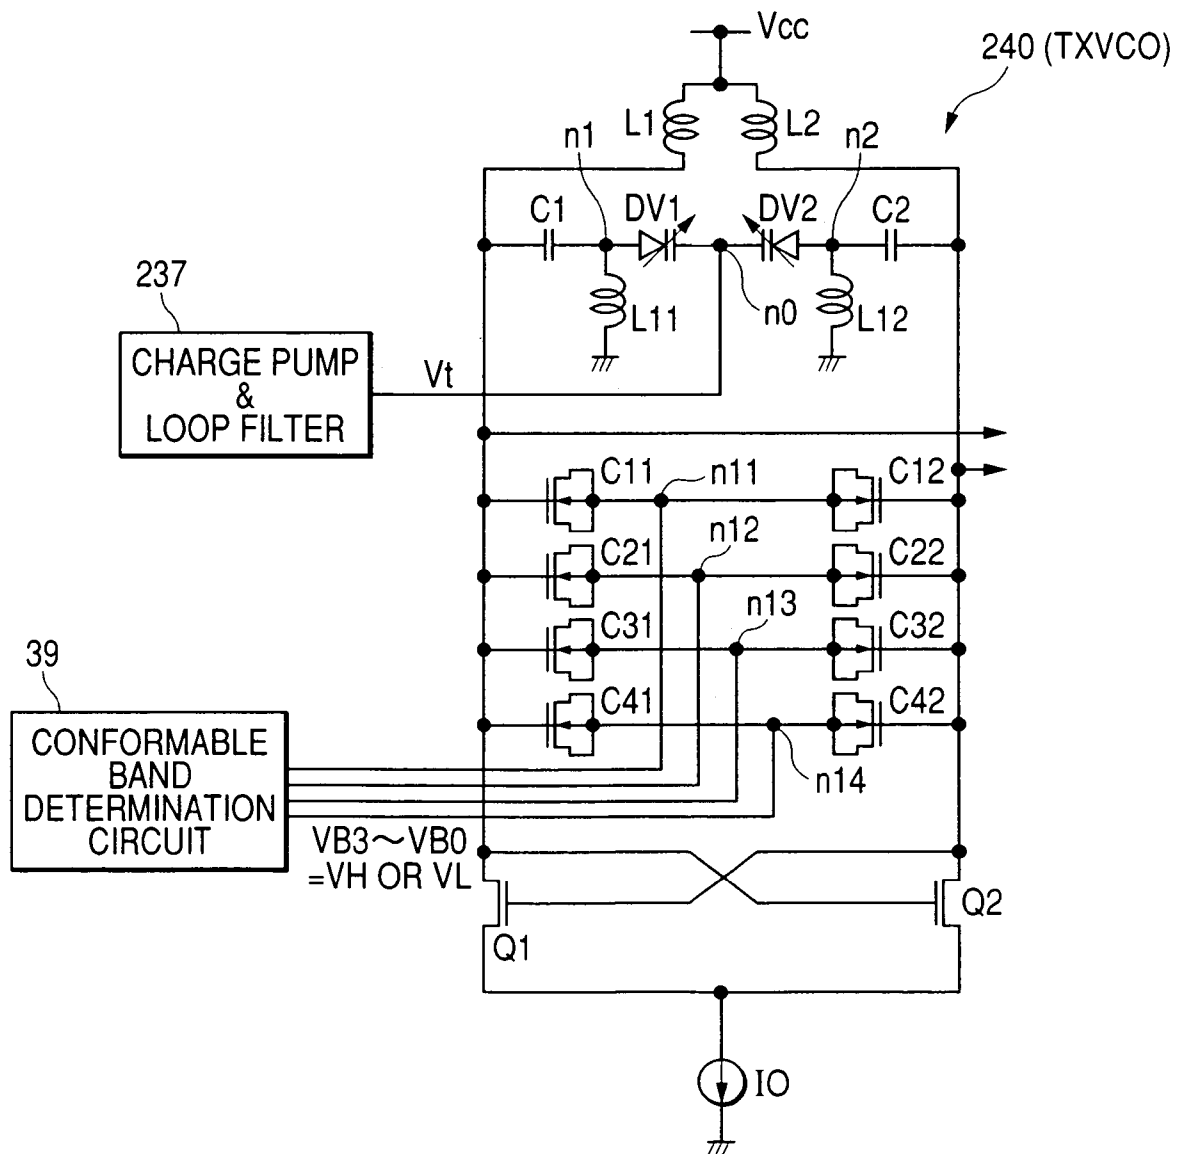 Vcc
240 (TXVCO)
L1
L2
n1
n2
C1
DV1
DV2
C2
237
L11
n0
L12
CHARGE PUMP
&
LOOP FILTER
Vt
C11
n11
C12
n12
C21
C22
n13
C31
C32
39
C41
C42
CONFORMABLE
BAND
DETERMINATION
CIRCUIT
n14
VB3～VB0
=VH OR VL
Q1
Q2
IO